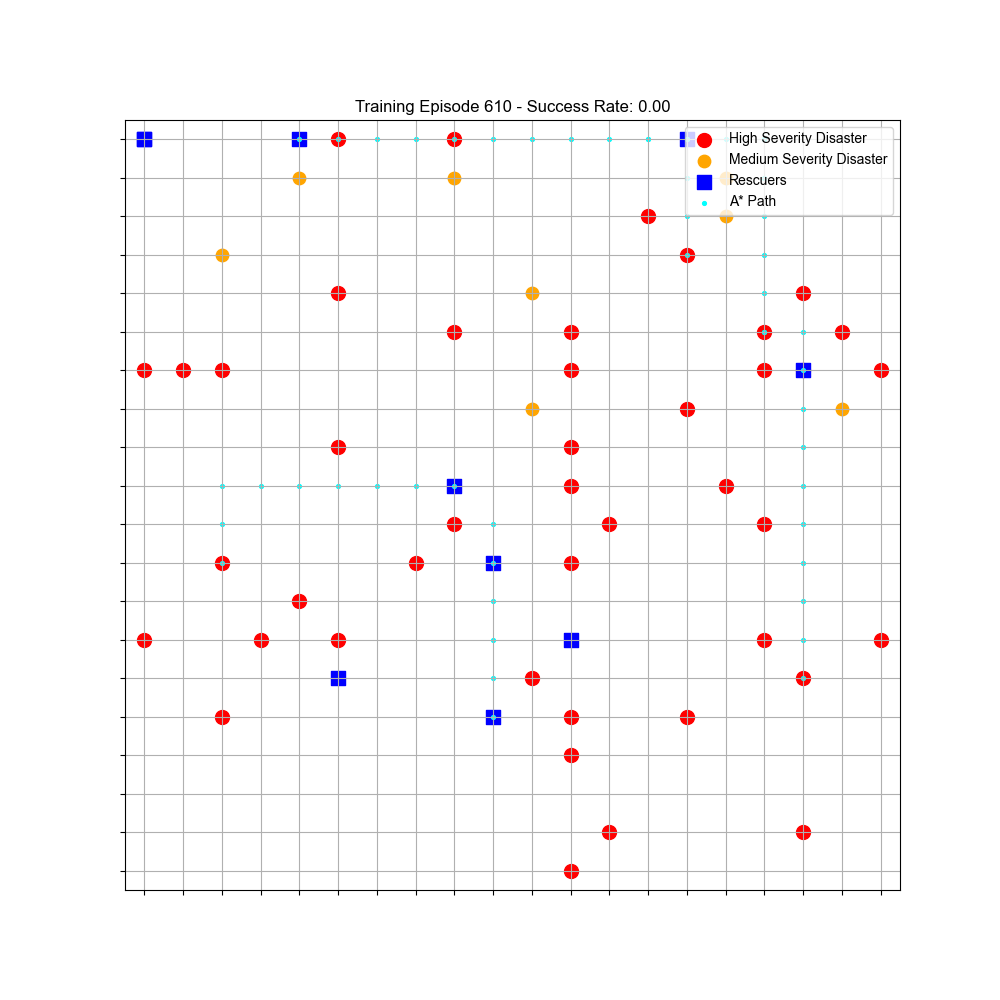 Training Episode 610 - Success Rate: 0.00
High Severity Disaster
Medium Severity Disaster
Rescuers
A* Path